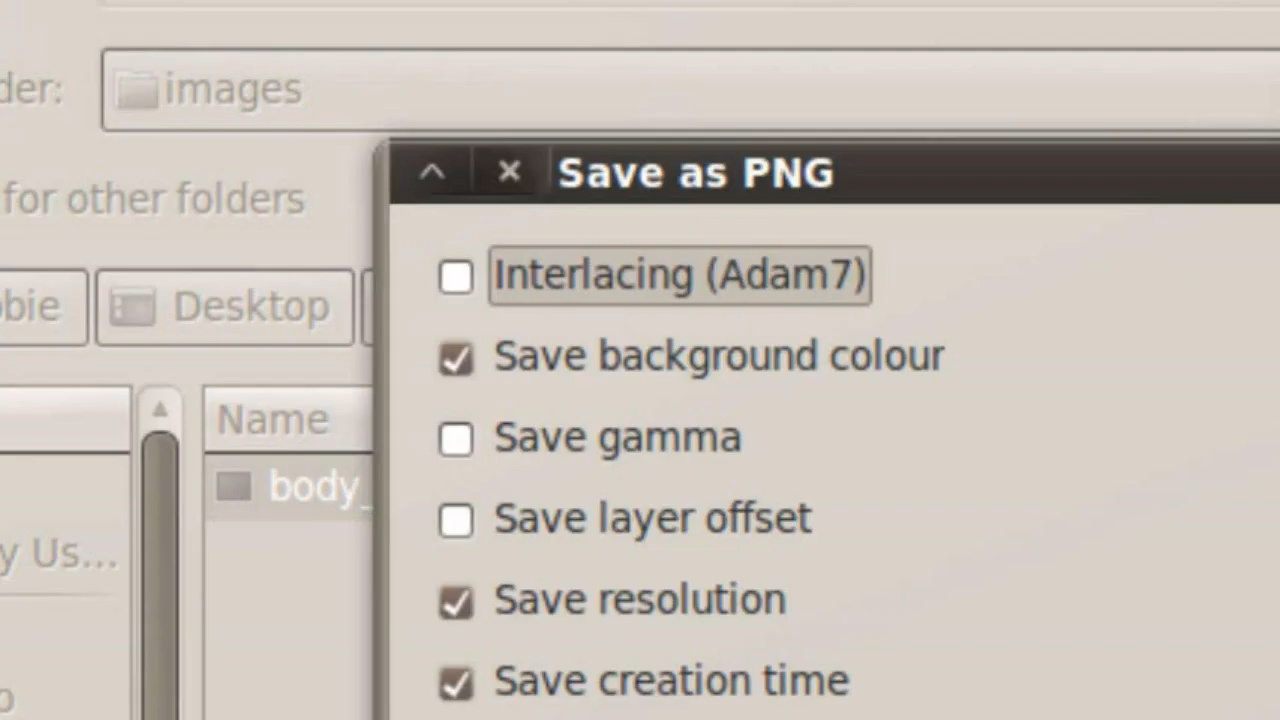 der:
images
for other folders
bie
Desktop
Name
body_
y Us...
Save as PNG
Interlacing (Adam7)
Save background colour
Save gamma
Save layer offset
Save resolution
Save creation time